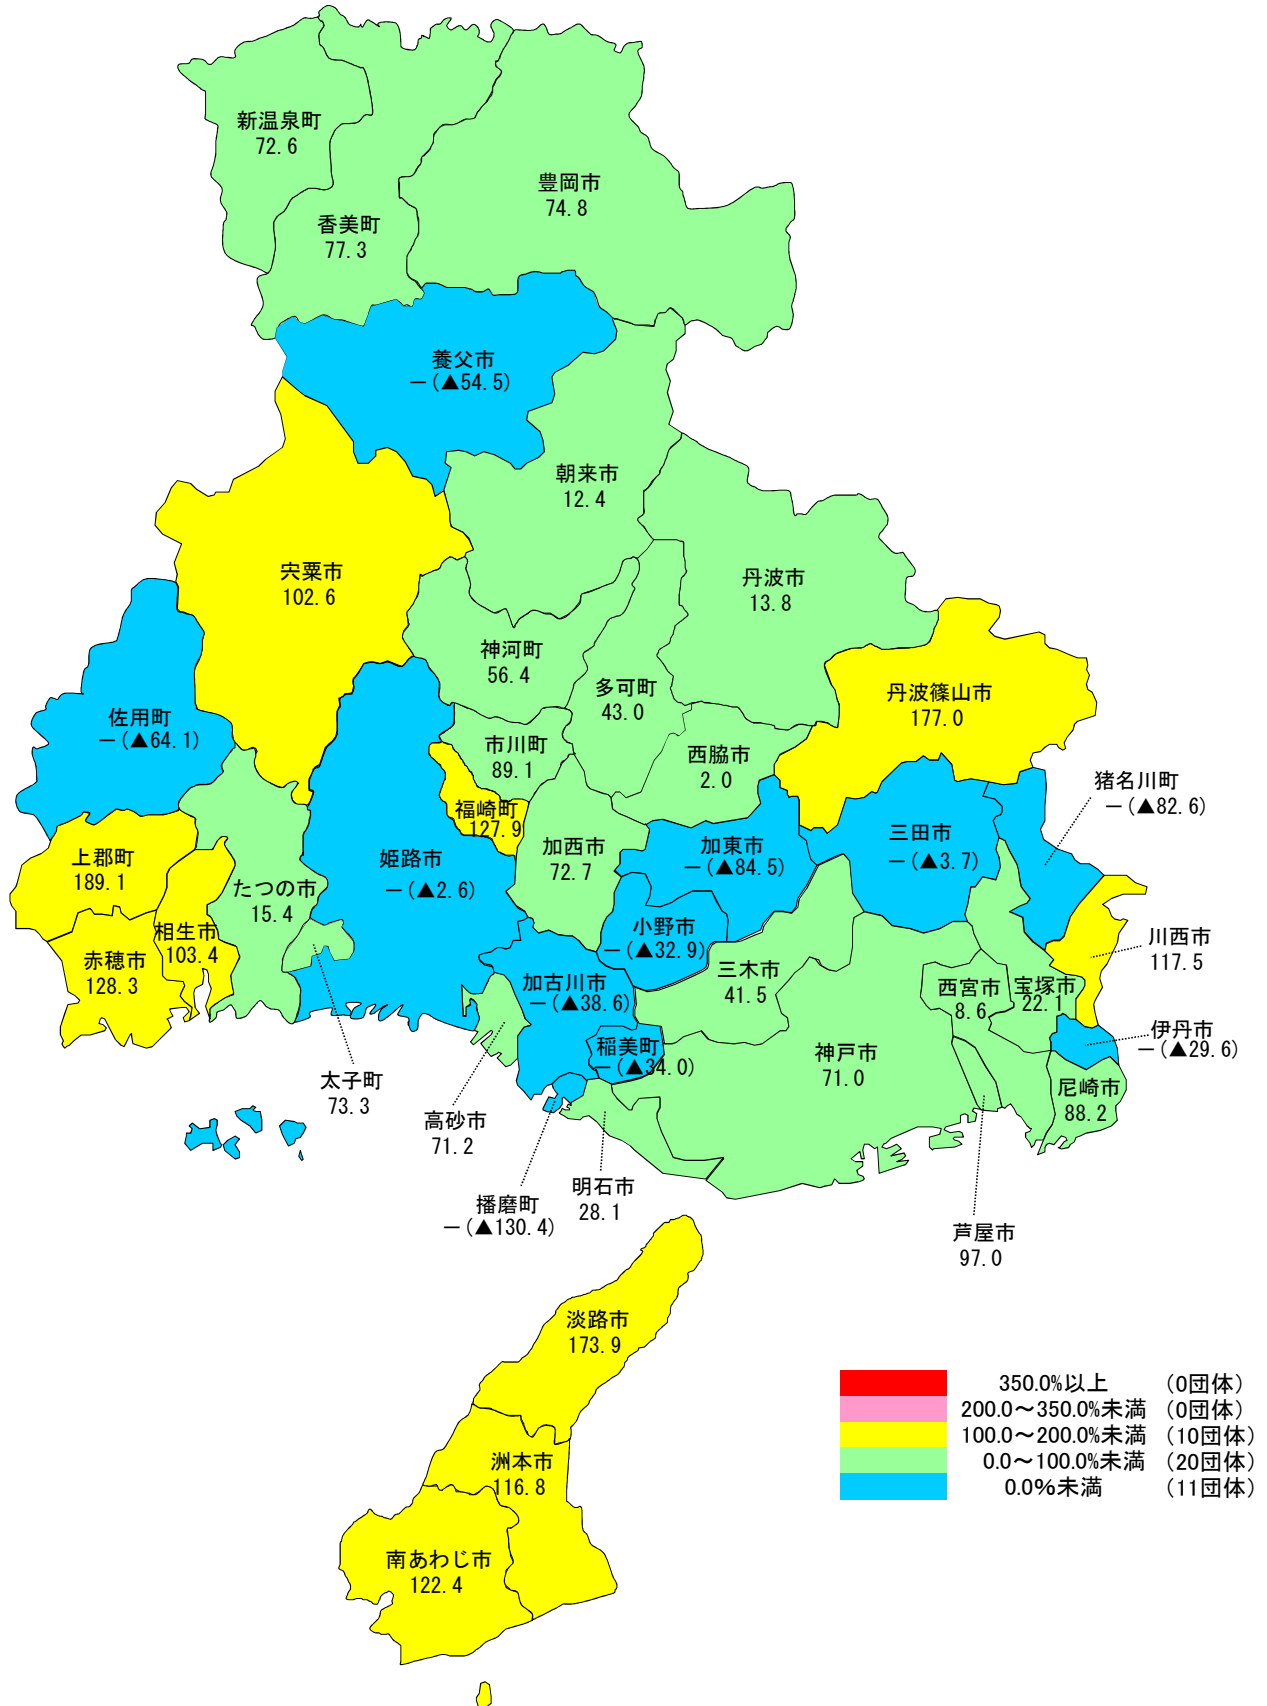 新温泉町
72.6
香美町
77.3
豊岡市
74.8
養父市
－(▲54.5)
朝来市
12.4
宍粟市
102.6
丹波市
13.8
神河町
56.4
多可町
43.0
丹波篠山市
177.0
佐用町
－(▲64.1)
市川町
89.1
西脇市
2.0
猪名川町
－(▲82.6)
福崎町
127.9
加西市
72.7
加東市
－(▲84.5)
三田市
－(▲3.7)
上郡町
189.1
姫路市
－(▲2.6)
たつの市
15.4
相生市
103.4
赤穂市
128.3
小野市
－(▲32.9)
川西市
117.5
三木市
41.5
加古川市
－(▲38.6)
西宮市
8.6
宝塚市
22.1
伊丹市
－(▲29.6)
稲美町
－(▲34.0)
神戸市
71.0
尼崎市
88.2
太子町
73.3
高砂市
71.2
明石市
28.1
播磨町
－(▲130.4)
芦屋市
97.0
淡路市
173.9
洲本市
116.8
南あわじ市
122.4
350.0%以上 (0団体)
200.0～350.0%未満 (0団体)
100.0～200.0%未満 (10団体)
0.0～100.0%未満 (20団体)
0.0%未満 (11団体)